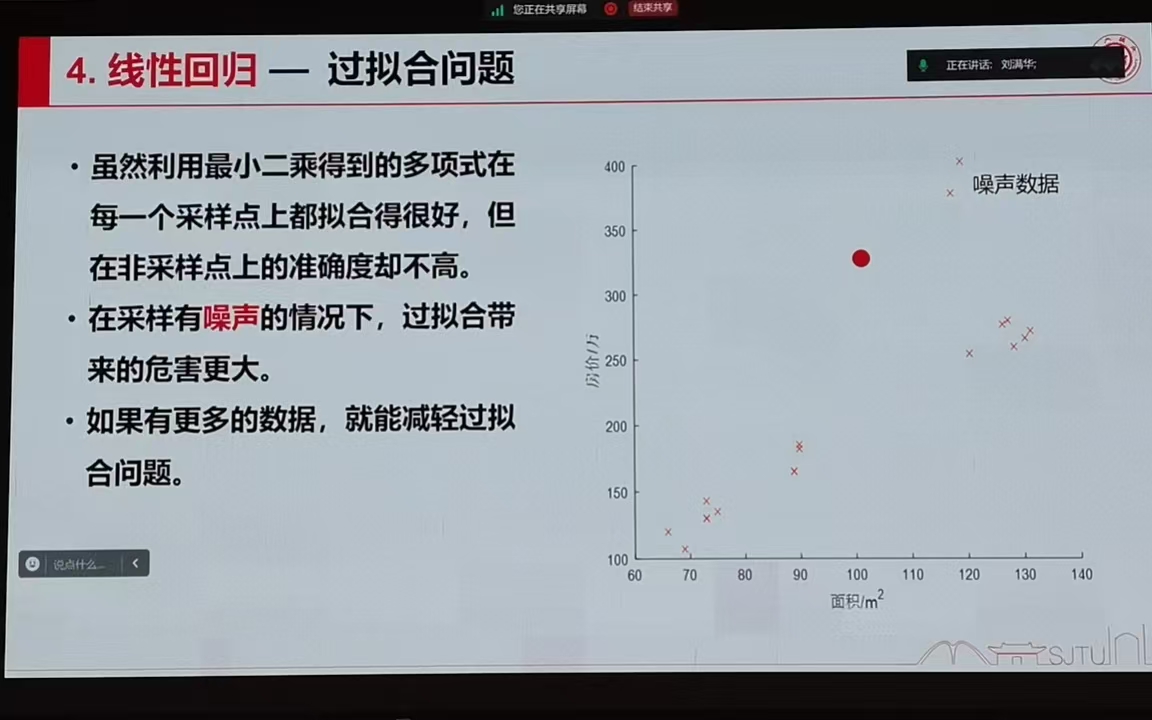 您正在共享屏幕 结束共享
4. 线性回归 — 过拟合问题
正在讲话: 刘满华;
• 虽然利用最小二乘得到的多项式在
每一个采样点上都拟合得很好，但
在非采样点上的准确度却不高。
• 在采样有噪声的情况下，过拟合带
来的危害更大。
• 如果有更多的数据，就能减轻过拟
合问题。
说点什么...
噪声数据
400
350
300
250
200
150
100
房价/万
60 70 80 90 100 110 120 130 140
面积/m²
SJTU